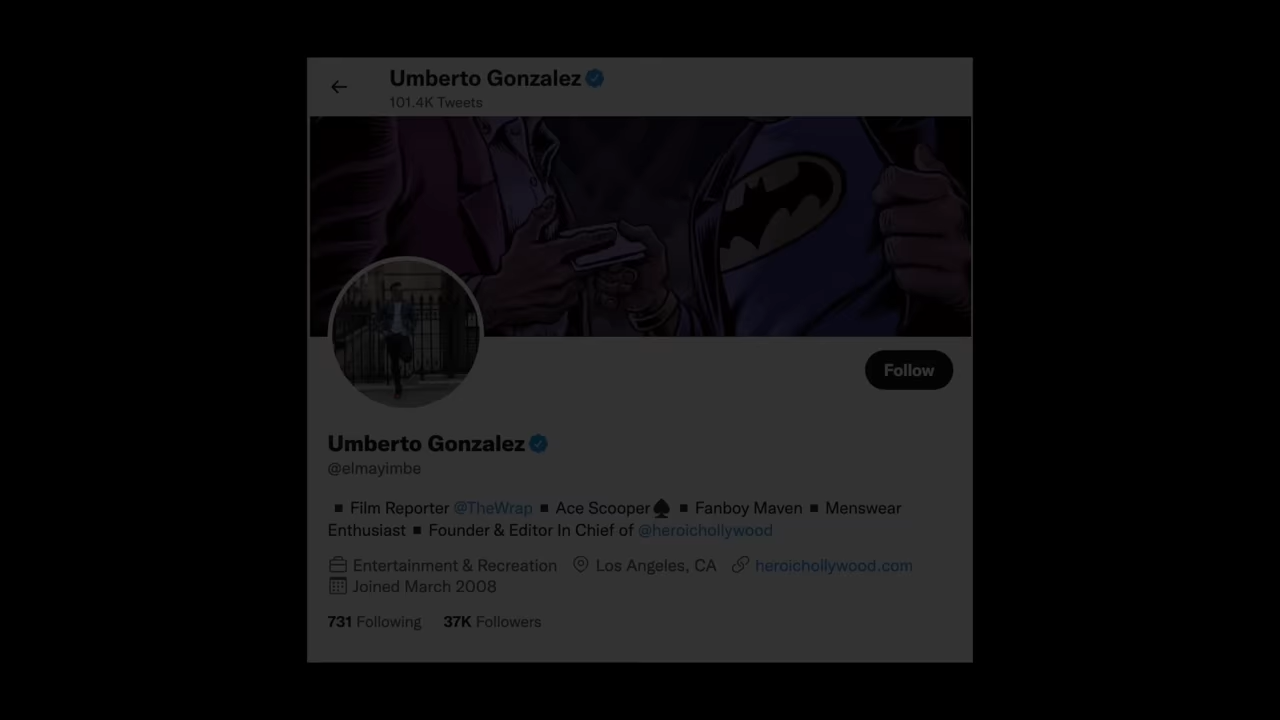 Umberto Gonzalez
101.4K Tweets
Follow
Umberto Gonzalez
@elmayimbe
▪ Film Reporter @TheWrap ▪ Ace Scooper♠ ▪ Fanboy Maven ▪ Menswear
Enthusiast ▪ Founder & Editor In Chief of @heroichollywood
Entertainment & Recreation Los Angeles, CA heroichollywood.com
Joined March 2008
731 Following 37K Followers